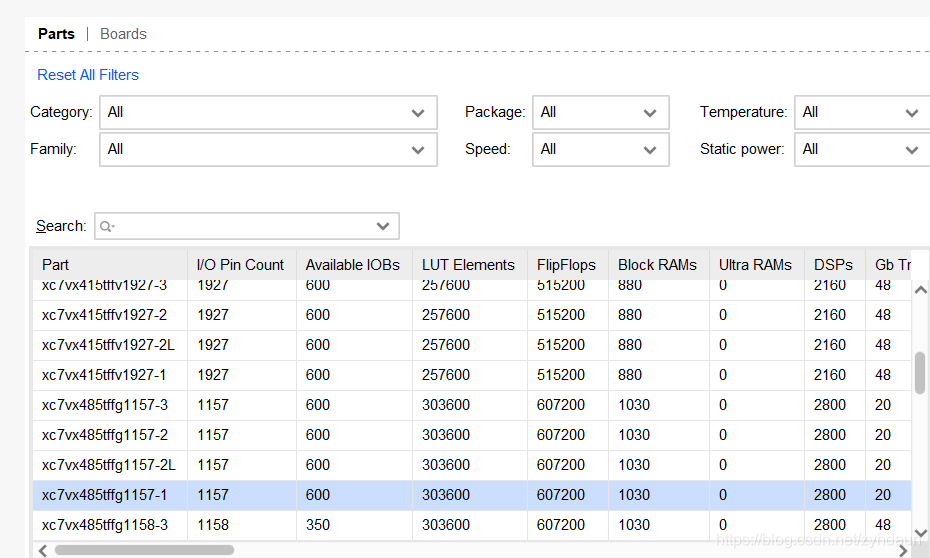 Parts | Boards
Reset All Filters
Category: All Package: All Temperature: All
Family: All Speed: All Static power: All
Search:
Part I/O Pin Count Available IOBs LUT Elements FlipFlops Block RAMs Ultra RAMs DSPs Gb Tr
xc7vx415tffv1927-3 1927 600 257600 515200 880 0 2160 48
xc7vx415tffv1927-2 1927 600 257600 515200 880 0 2160 48
xc7vx415tffv1927-2L 1927 600 257600 515200 880 0 2160 48
xc7vx415tffv1927-1 1927 600 257600 515200 880 0 2160 48
xc7vx485tffg1157-3 1157 600 303600 607200 1030 0 2800 20
xc7vx485tffg1157-2 1157 600 303600 607200 1030 0 2800 20
xc7vx485tffg1157-2L 1157 600 303600 607200 1030 0 2800 20
xc7vx485tffg1157-1 1157 600 303600 607200 1030 0 2800 20
xc7vx485tffg1158-3 1158 350 303600 607200 1030 0 2800 48